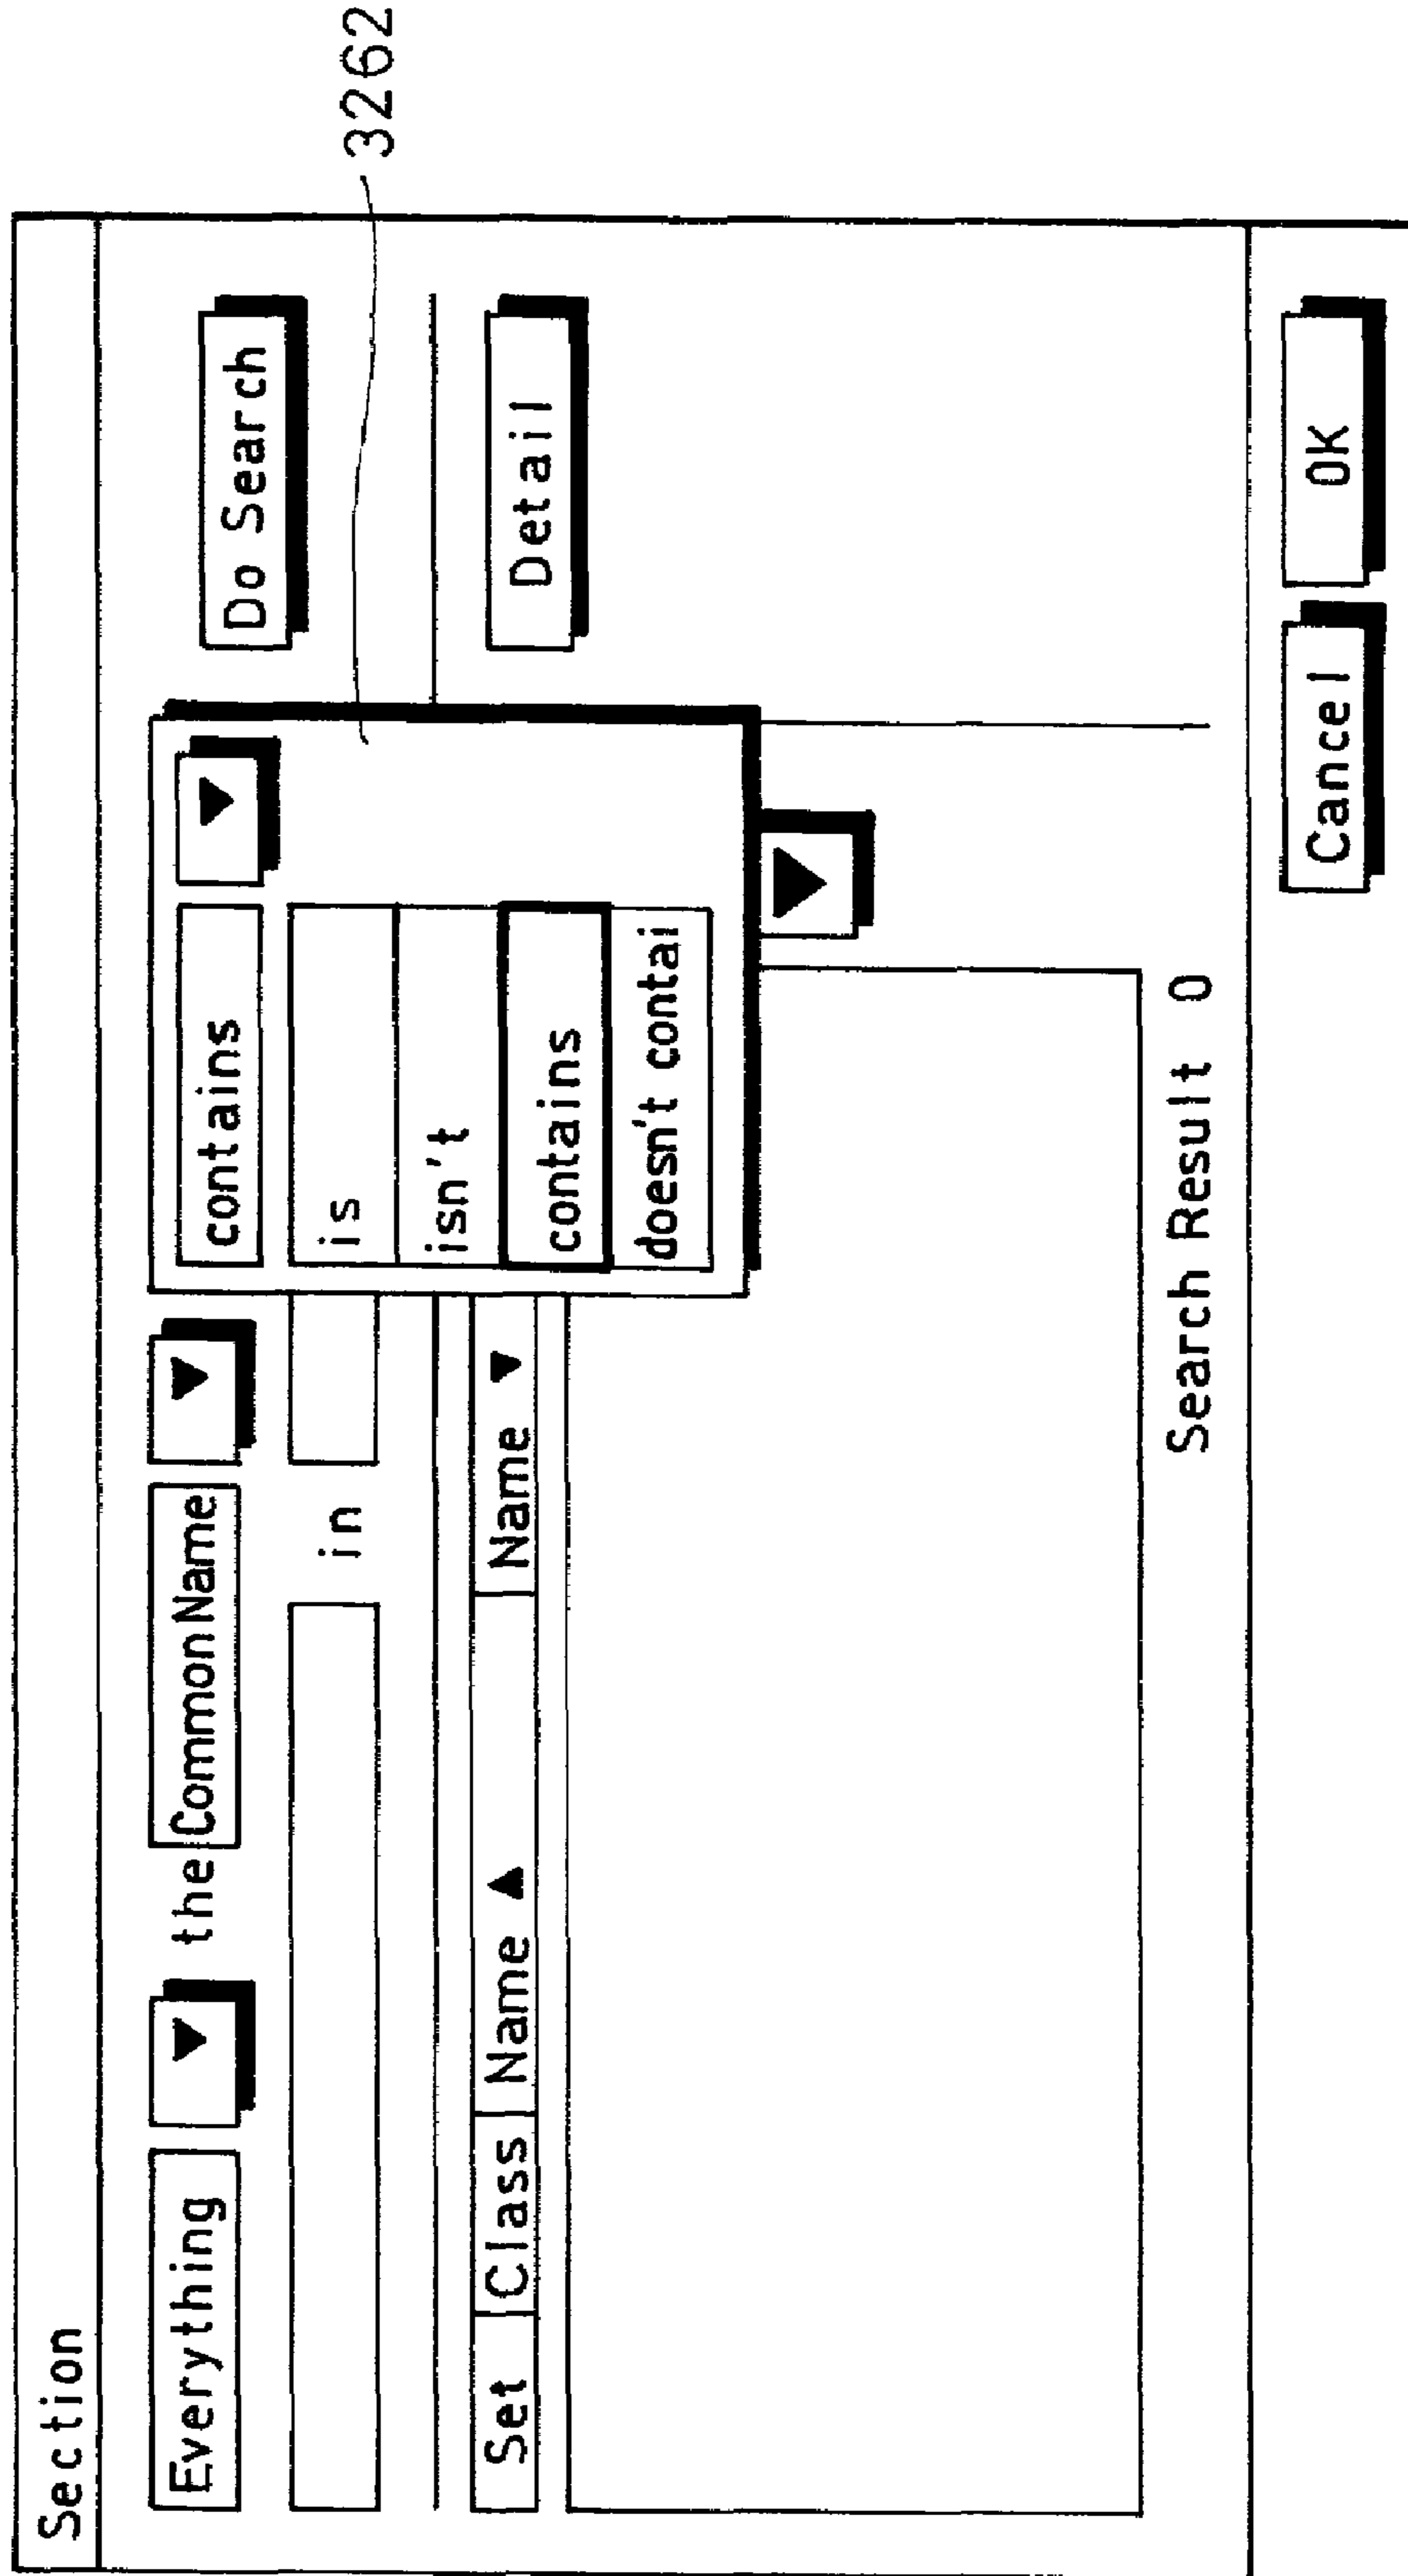 Section
Everything the CommonName contains Do Search
in is
isn't
3262
Set Class Name Name contains Detail
doesn't contai
Search Result 0
Cancel OK